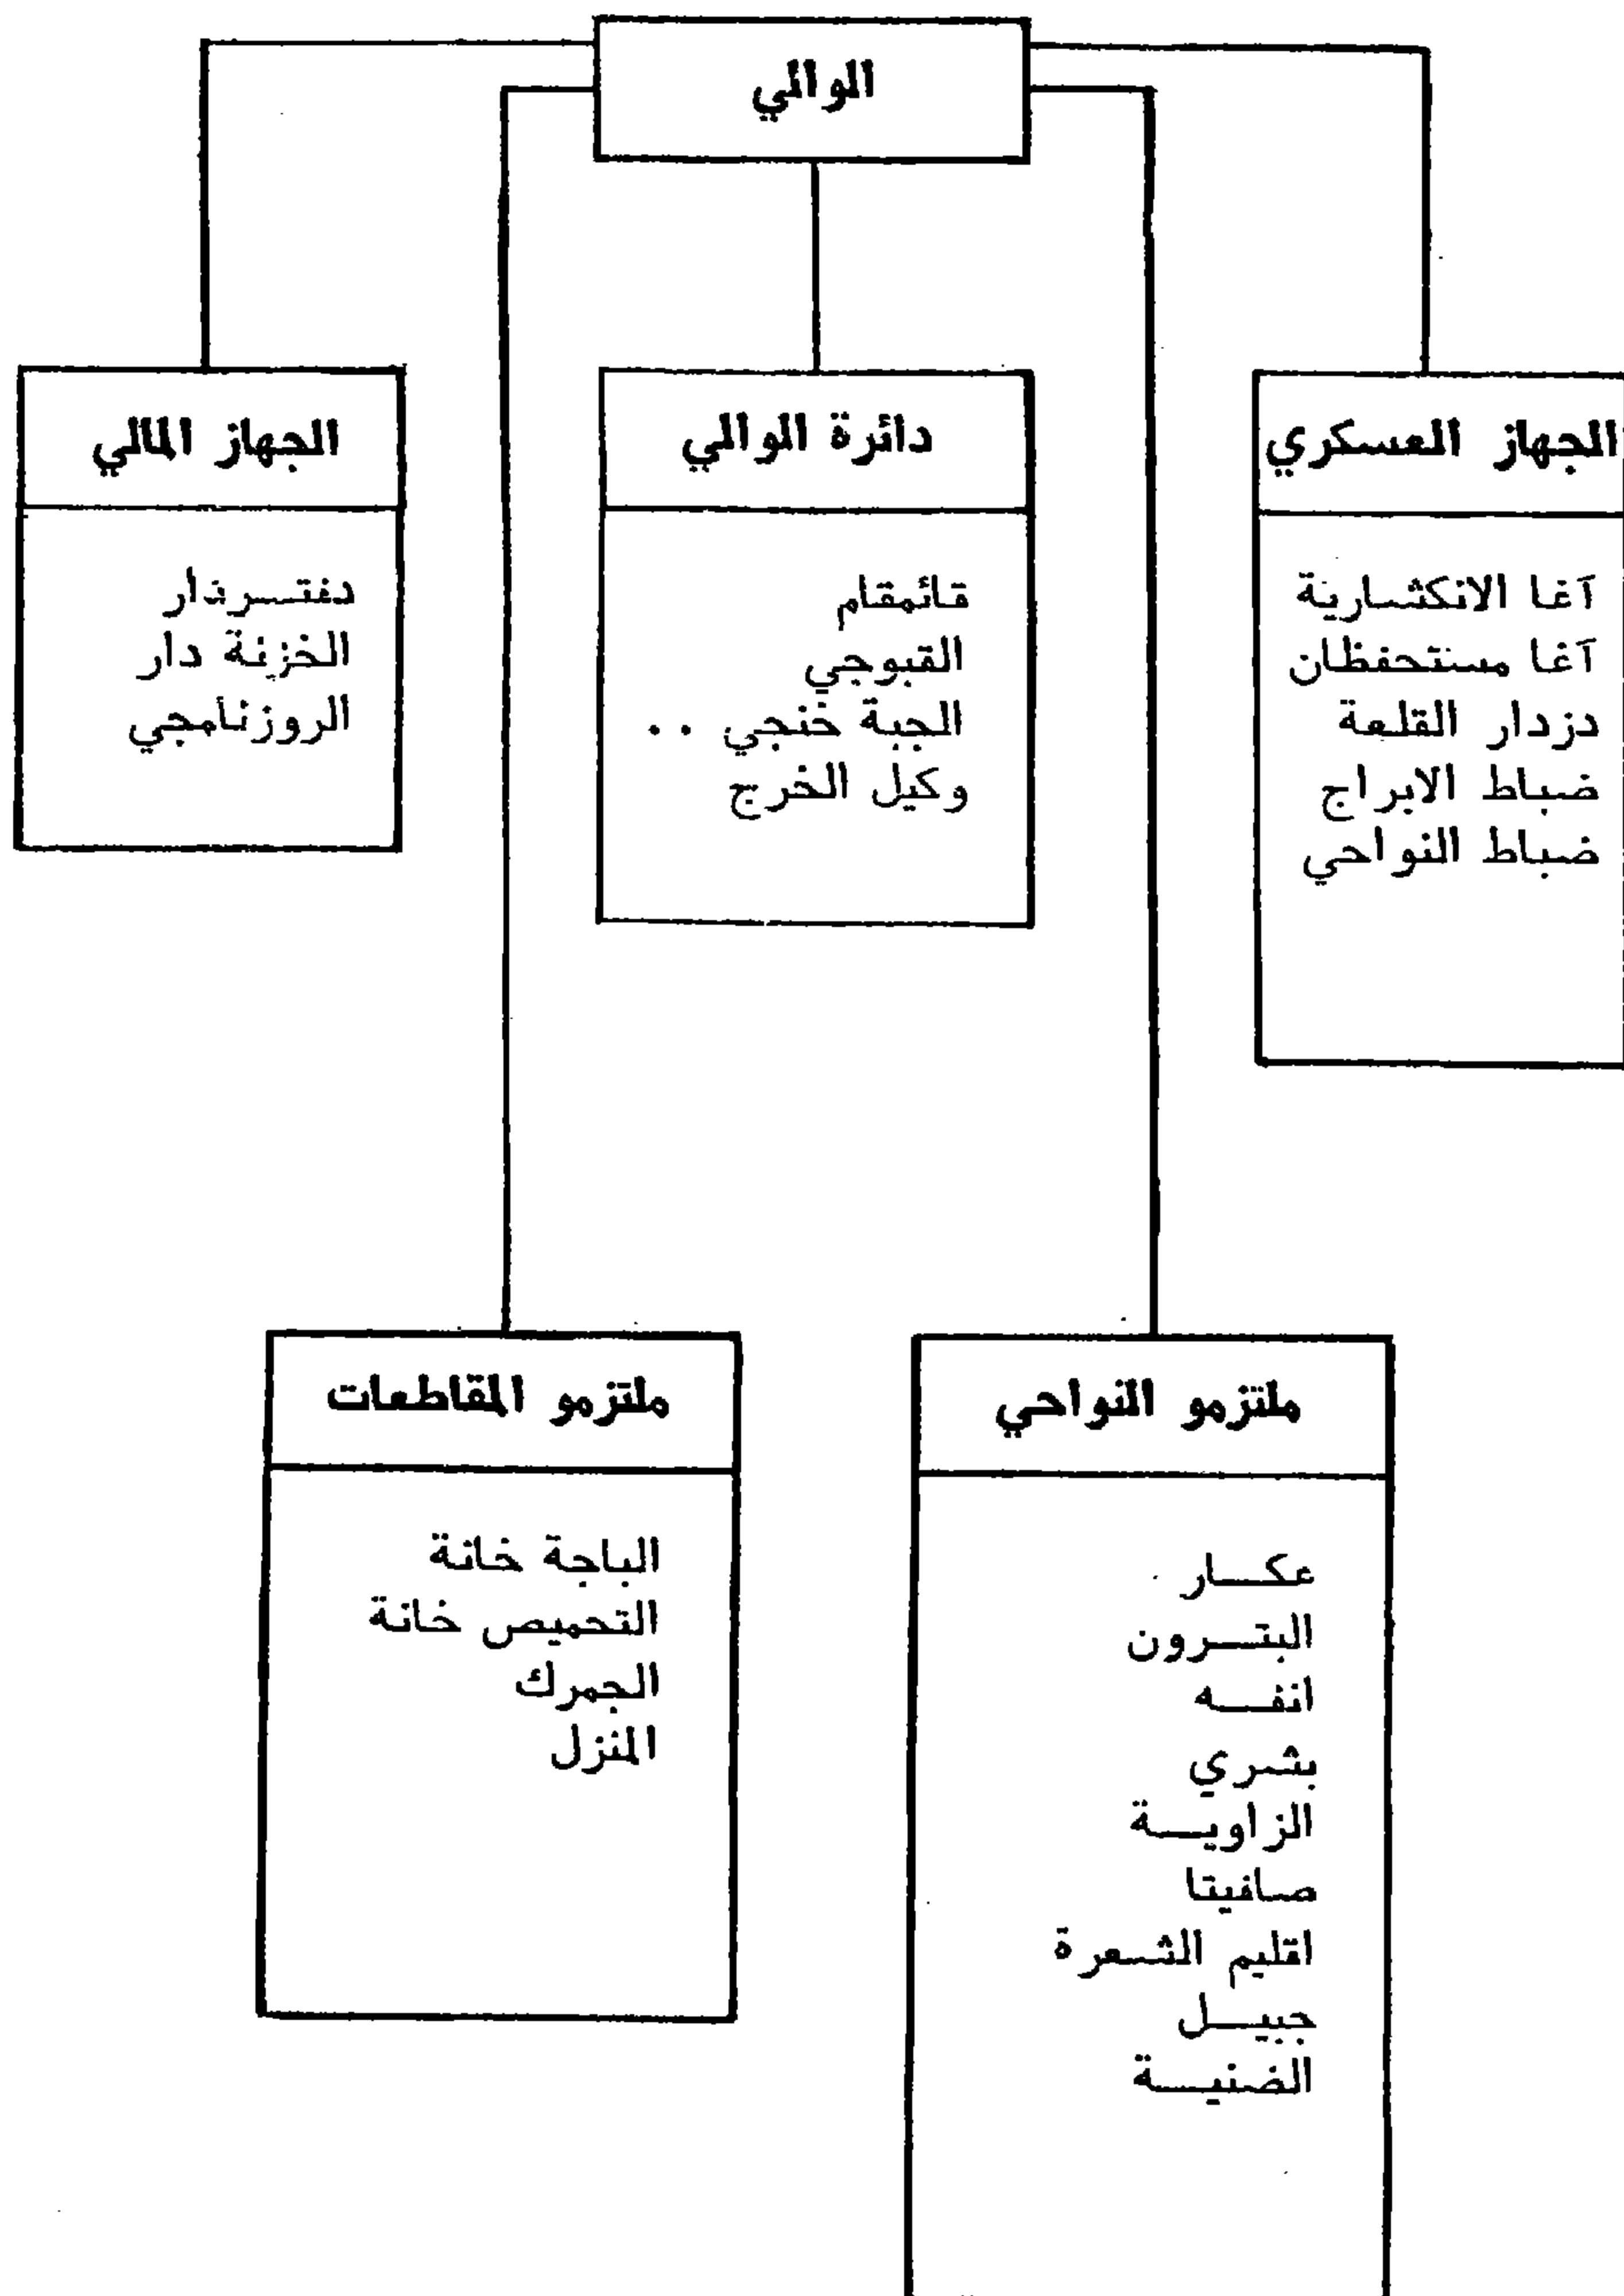 الوالي
الجهاز العسكري
آغا الانكشارية
آغا مستحفظان
دزدار القلعة
ضباط الابراج
ضباط النواحي
دائرة الوالي
قائمقام
القبوجي
الجبة خنجي ..
وكيل الخرج
الجهاز المالي
دفتردار
الخزنة دار
الروزنامجي
ملتزمو النواحي
عكار
البترون
انفه
بشري
الزاوية
صافيتا
اقليم الشعرة
جبيل
الضنية
ملتزمو المقاطعات
الباجة خانة
التحميص خانة
الجمرك
المنزل